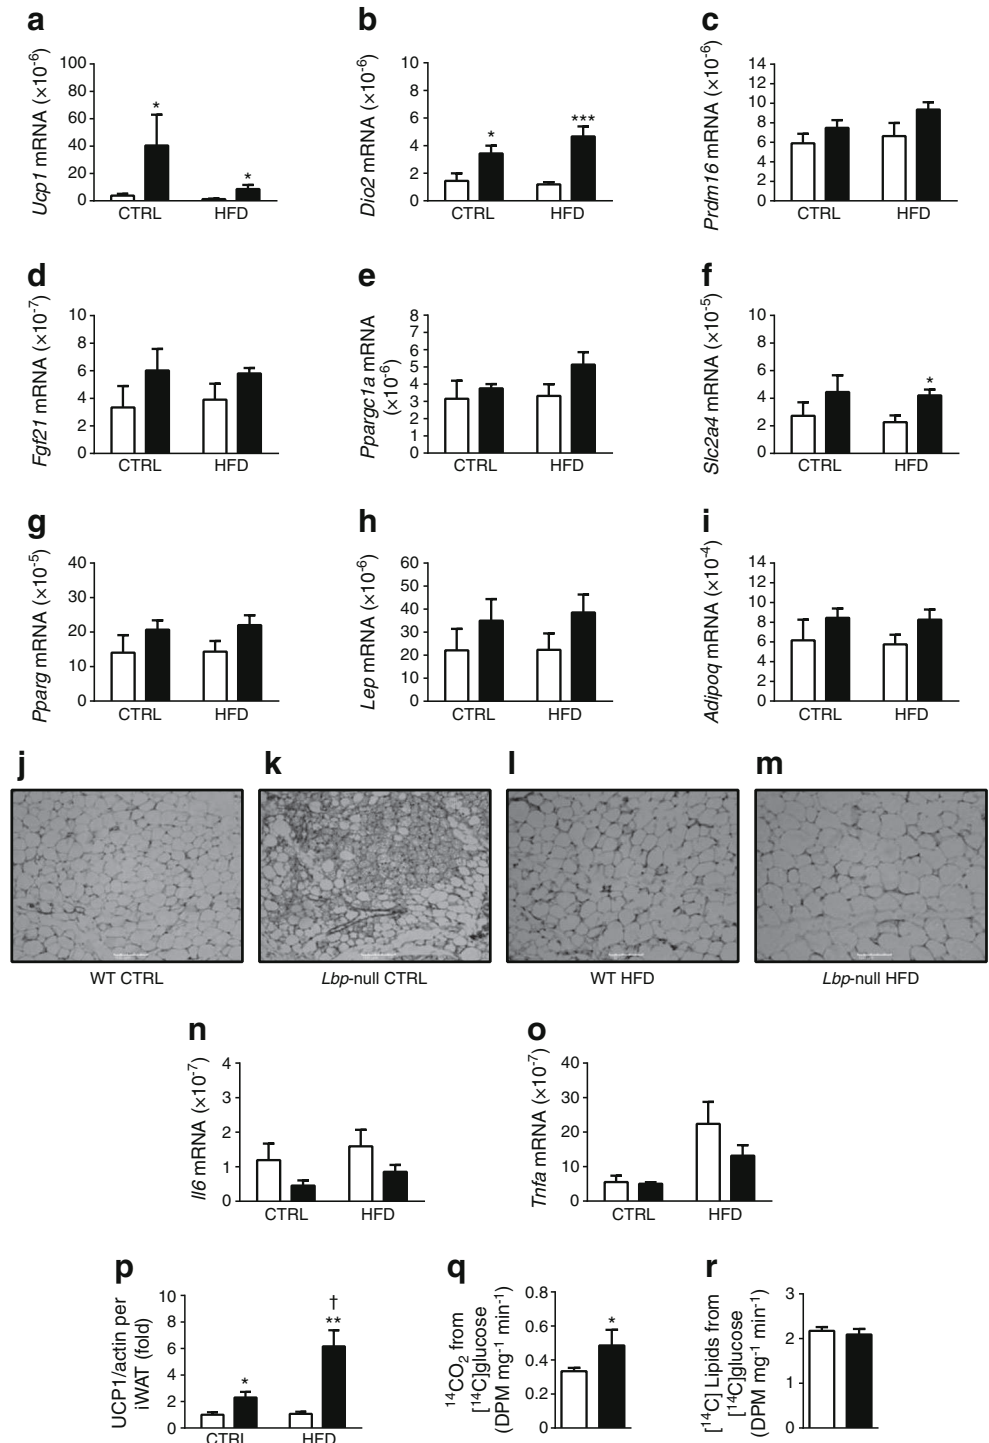 a
Ucp1 mRNA (×10-6)
100
80
60
40
20
0
*
*
CTRL HFD
b
Dio2 mRNA (×10-6)
10
8
6
4
2
0
*
***
CTRL HFD
c
Prdm16 mRNA (×10-6)
14
12
10
8
6
4
2
0
CTRL HFD
d
Fgf21 mRNA (×10-7)
10
8
6
4
2
0
CTRL HFD
e
Ppargc1a mRNA
(×10-6)
8
7
6
5
4
3
2
1
0
CTRL HFD
f
Slc2a4 mRNA (×10-5)
10
8
6
4
2
0
*
CTRL HFD
g
Pparg mRNA (×10-5)
40
30
20
10
0
CTRL HFD
h
Lep mRNA (×10-6)
60
50
40
30
20
10
0
CTRL HFD
i
Adipoq mRNA (×10-4)
14
12
10
8
6
4
2
0
CTRL HFD
j
WT CTRL
k
Lbp-null CTRL
l
WT HFD
m
Lbp-null HFD
n
Il6 mRNA (×10-7)
4
3
2
1
0
CTRL HFD
o
Tnfa mRNA (×10-7)
40
30
20
10
0
CTRL HFD
p
UCP1/actin per
iWAT (fold)
10
8
6
4
2
0
*
†
**
CTRL HFD
q
14CO2 from
[14C]glucose
(DPM mg-1 min-1)
0.8
0.6
0.4
0.2
0
*
r
[14C] Lipids from
[14C]glucose
(DPM mg-1 min-1)
3
2
1
0